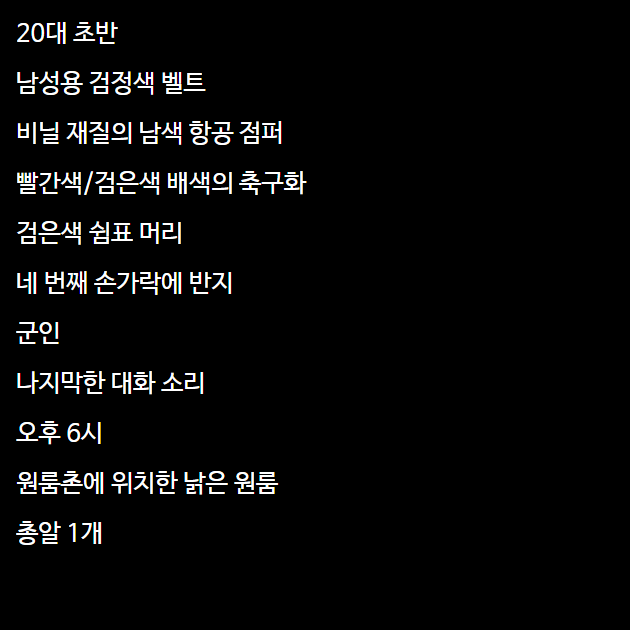 20대 초반
남성용 검정색 벨트
비닐 재질의 남색 항공 점퍼
빨간색/검은색 배색의 축구화
검은색 쉼표 머리
네 번째 손가락에 반지
군인
나지막한 대화 소리
오후 6시
원룸촌에 위치한 낡은 원룸
총알 1개